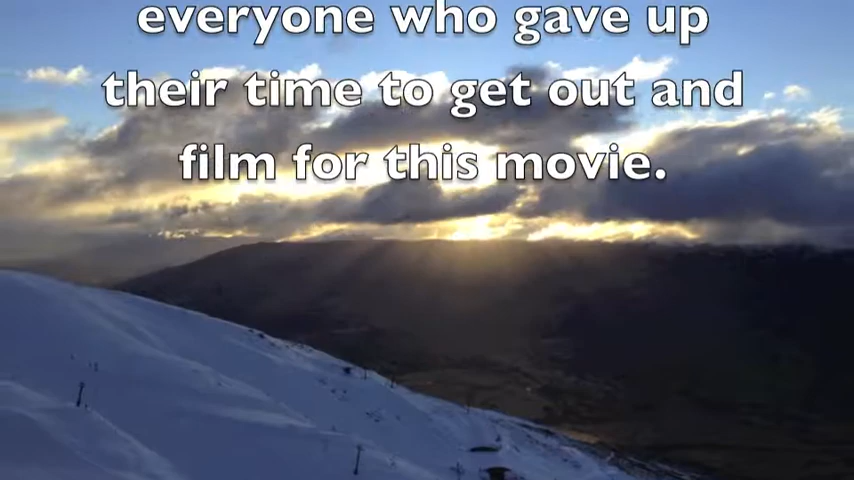 everyone who gave up
their time to get out and
film for this movie.